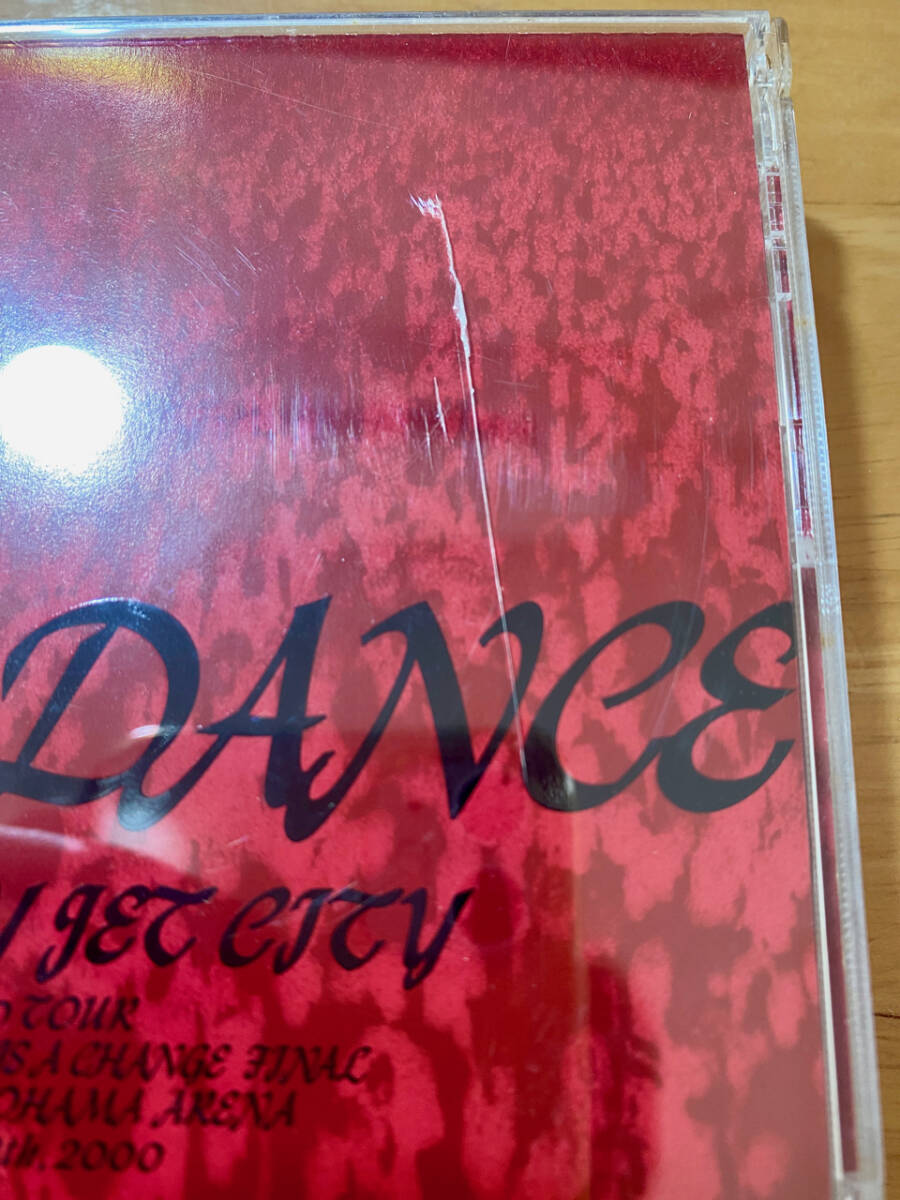 DANCE
JET CITY
TOUR
A CHANGE FINAL
ARENA
2000